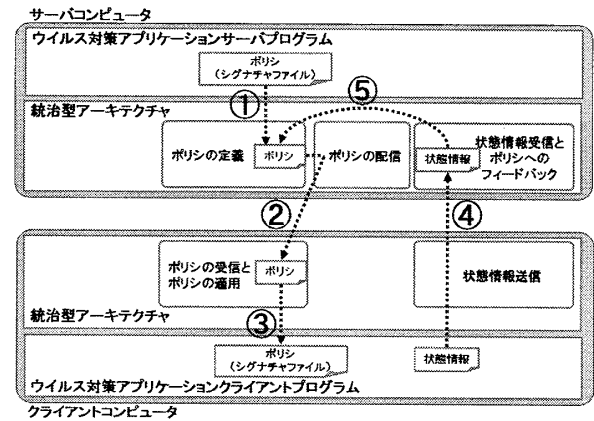 サーバコンピュータ
ウイルス対策アプリケーションサーバプログラム
ポリシ
(シグナチャファイル)
①
⑤
統治型アーキテクチャ
ポリシの定義
ポリシ
ポリシの配信
状態情報
状態情報受信と
ポリシへの
フィードバック
②
④
ポリシの受信と
ポリシの適用
ポリシ
状態情報送信
統治型アーキテクチャ
③
ポリシ
(シグナチャファイル)
状態情報
ウイルス対策アプリケーションクライアントプログラム
クライアントコンピュータ